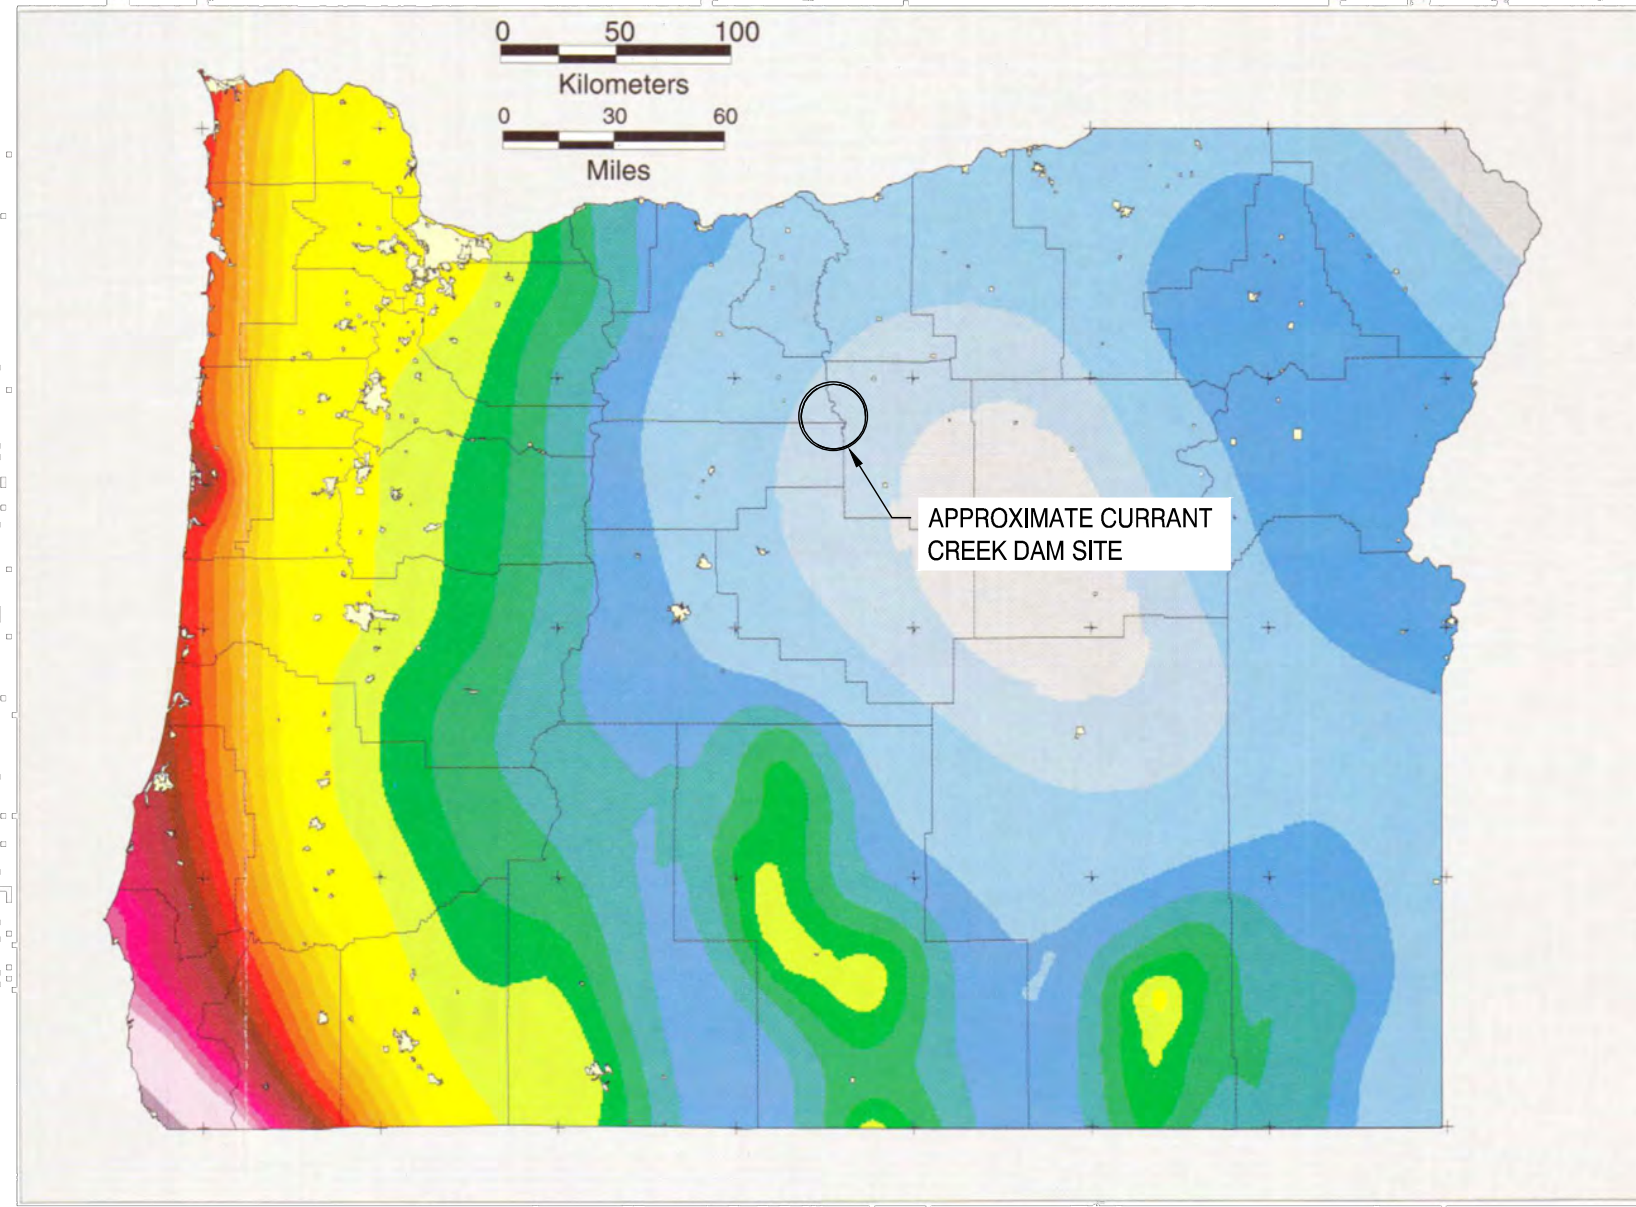 0 50 100
Kilometers
0 30 60
Miles
APPROXIMATE CURRANT
CREEK DAM SITE